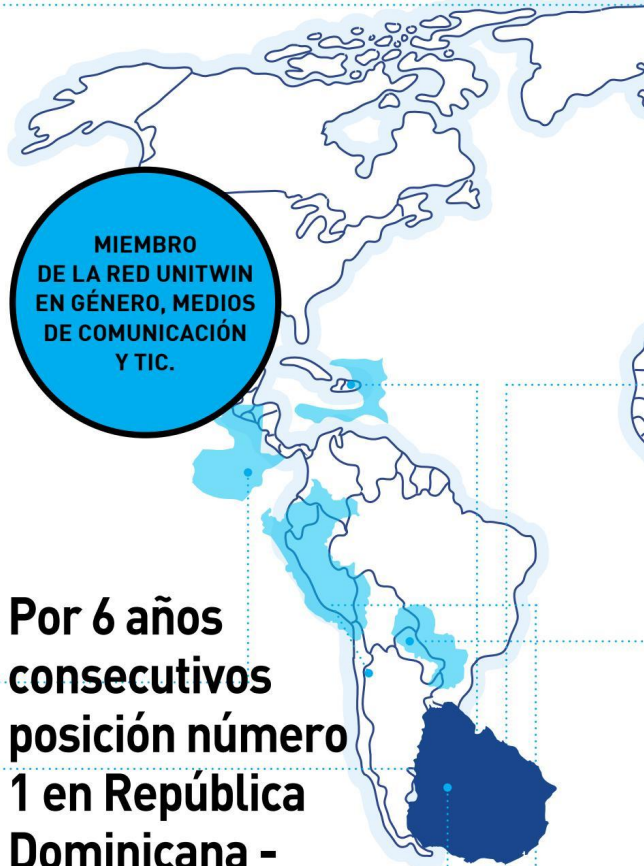 MIEMBRO
DE LA RED UNITWIN
EN GÉNERO, MEDIOS
DE COMUNICACIÓN
Y TIC.
Por 6 años
consecutivos
posición número
1 en República
Dominicana -